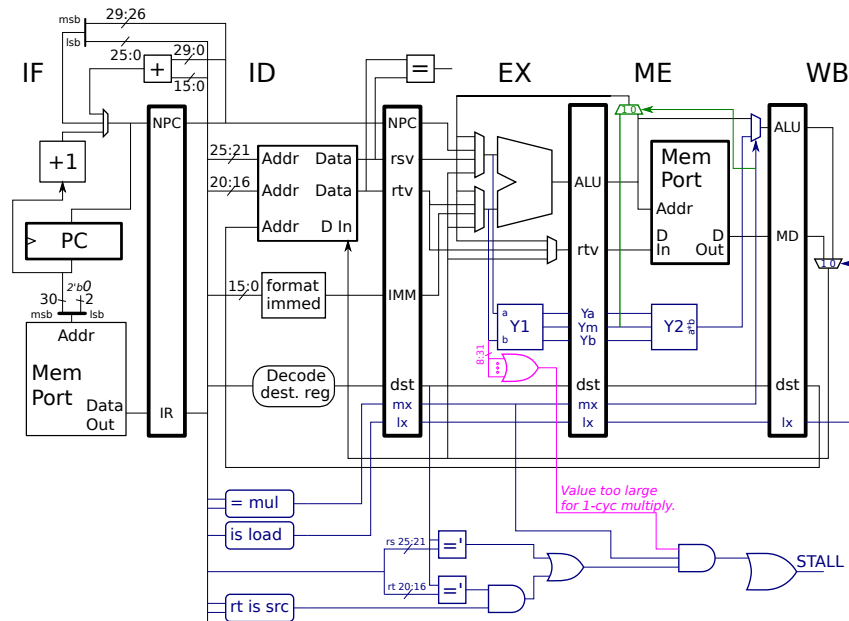 29:26
msb
lsb
25:0
29:0
15:0
IF
ID
EX
ME
WB
+
=
1 0
NPC
NPC
ALU
+1
25:21
Addr
Data
rsv
20:16
Addr
Data
rtv
Addr
D In
ALU
Mem
Port
Addr
D
In
D
Out
PC
rtv
MD
1 0
2'b0
30
2
msb
lsb
15:0
format
immed
IMM
a
Y1
b
Ya
Ym
Yb
Y2
a*b
Addr
Mem
Port
Data
Out
IR
8:31
Decode
dest. reg
dst
dst
dst
mx
mx
lx
lx
lx
= mul
Value too large
for 1-cyc multiply.
is load
rs 25:21
='
STALL
rt 20:16
='
rt is src